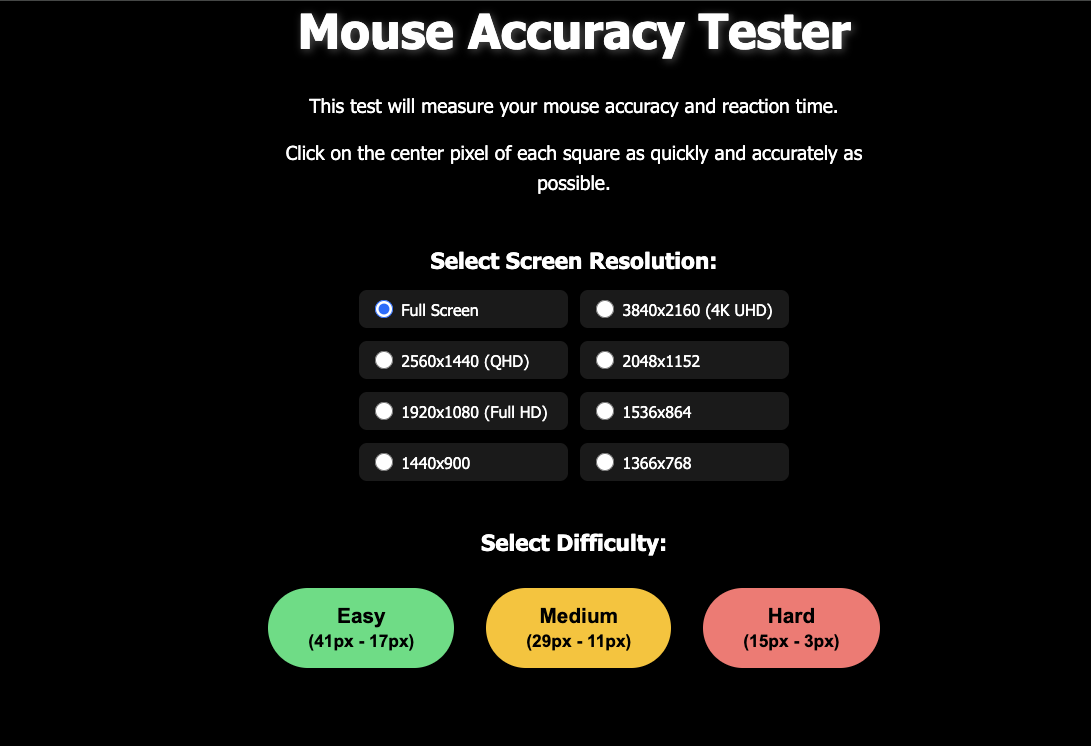 Mouse Accuracy Tester
This test will measure your mouse accuracy and reaction time.
Click on the center pixel of each square as quickly and accurately as
possible.
Select Screen Resolution:
Full Screen
3840x2160 (4K UHD)
2560x1440 (QHD)
2048x1152
1920x1080 (Full HD)
1536x864
1440x900
1366x768
Select Difficulty:
Easy
(41px - 17px)
Medium
(29px - 11px)
Hard
(15px - 3px)